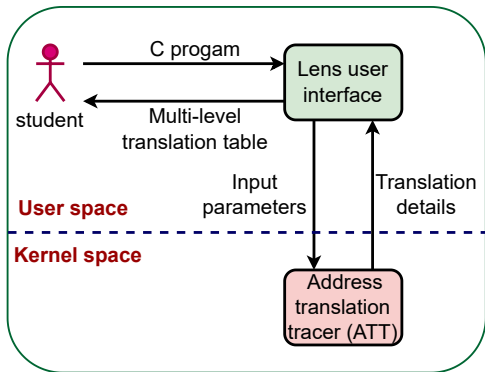 C progam
Lens user
interface
student
Multi-level
translation table
Input
parameters
Translation
details
User space
Kernel space
Address
translation
tracer (ATT)